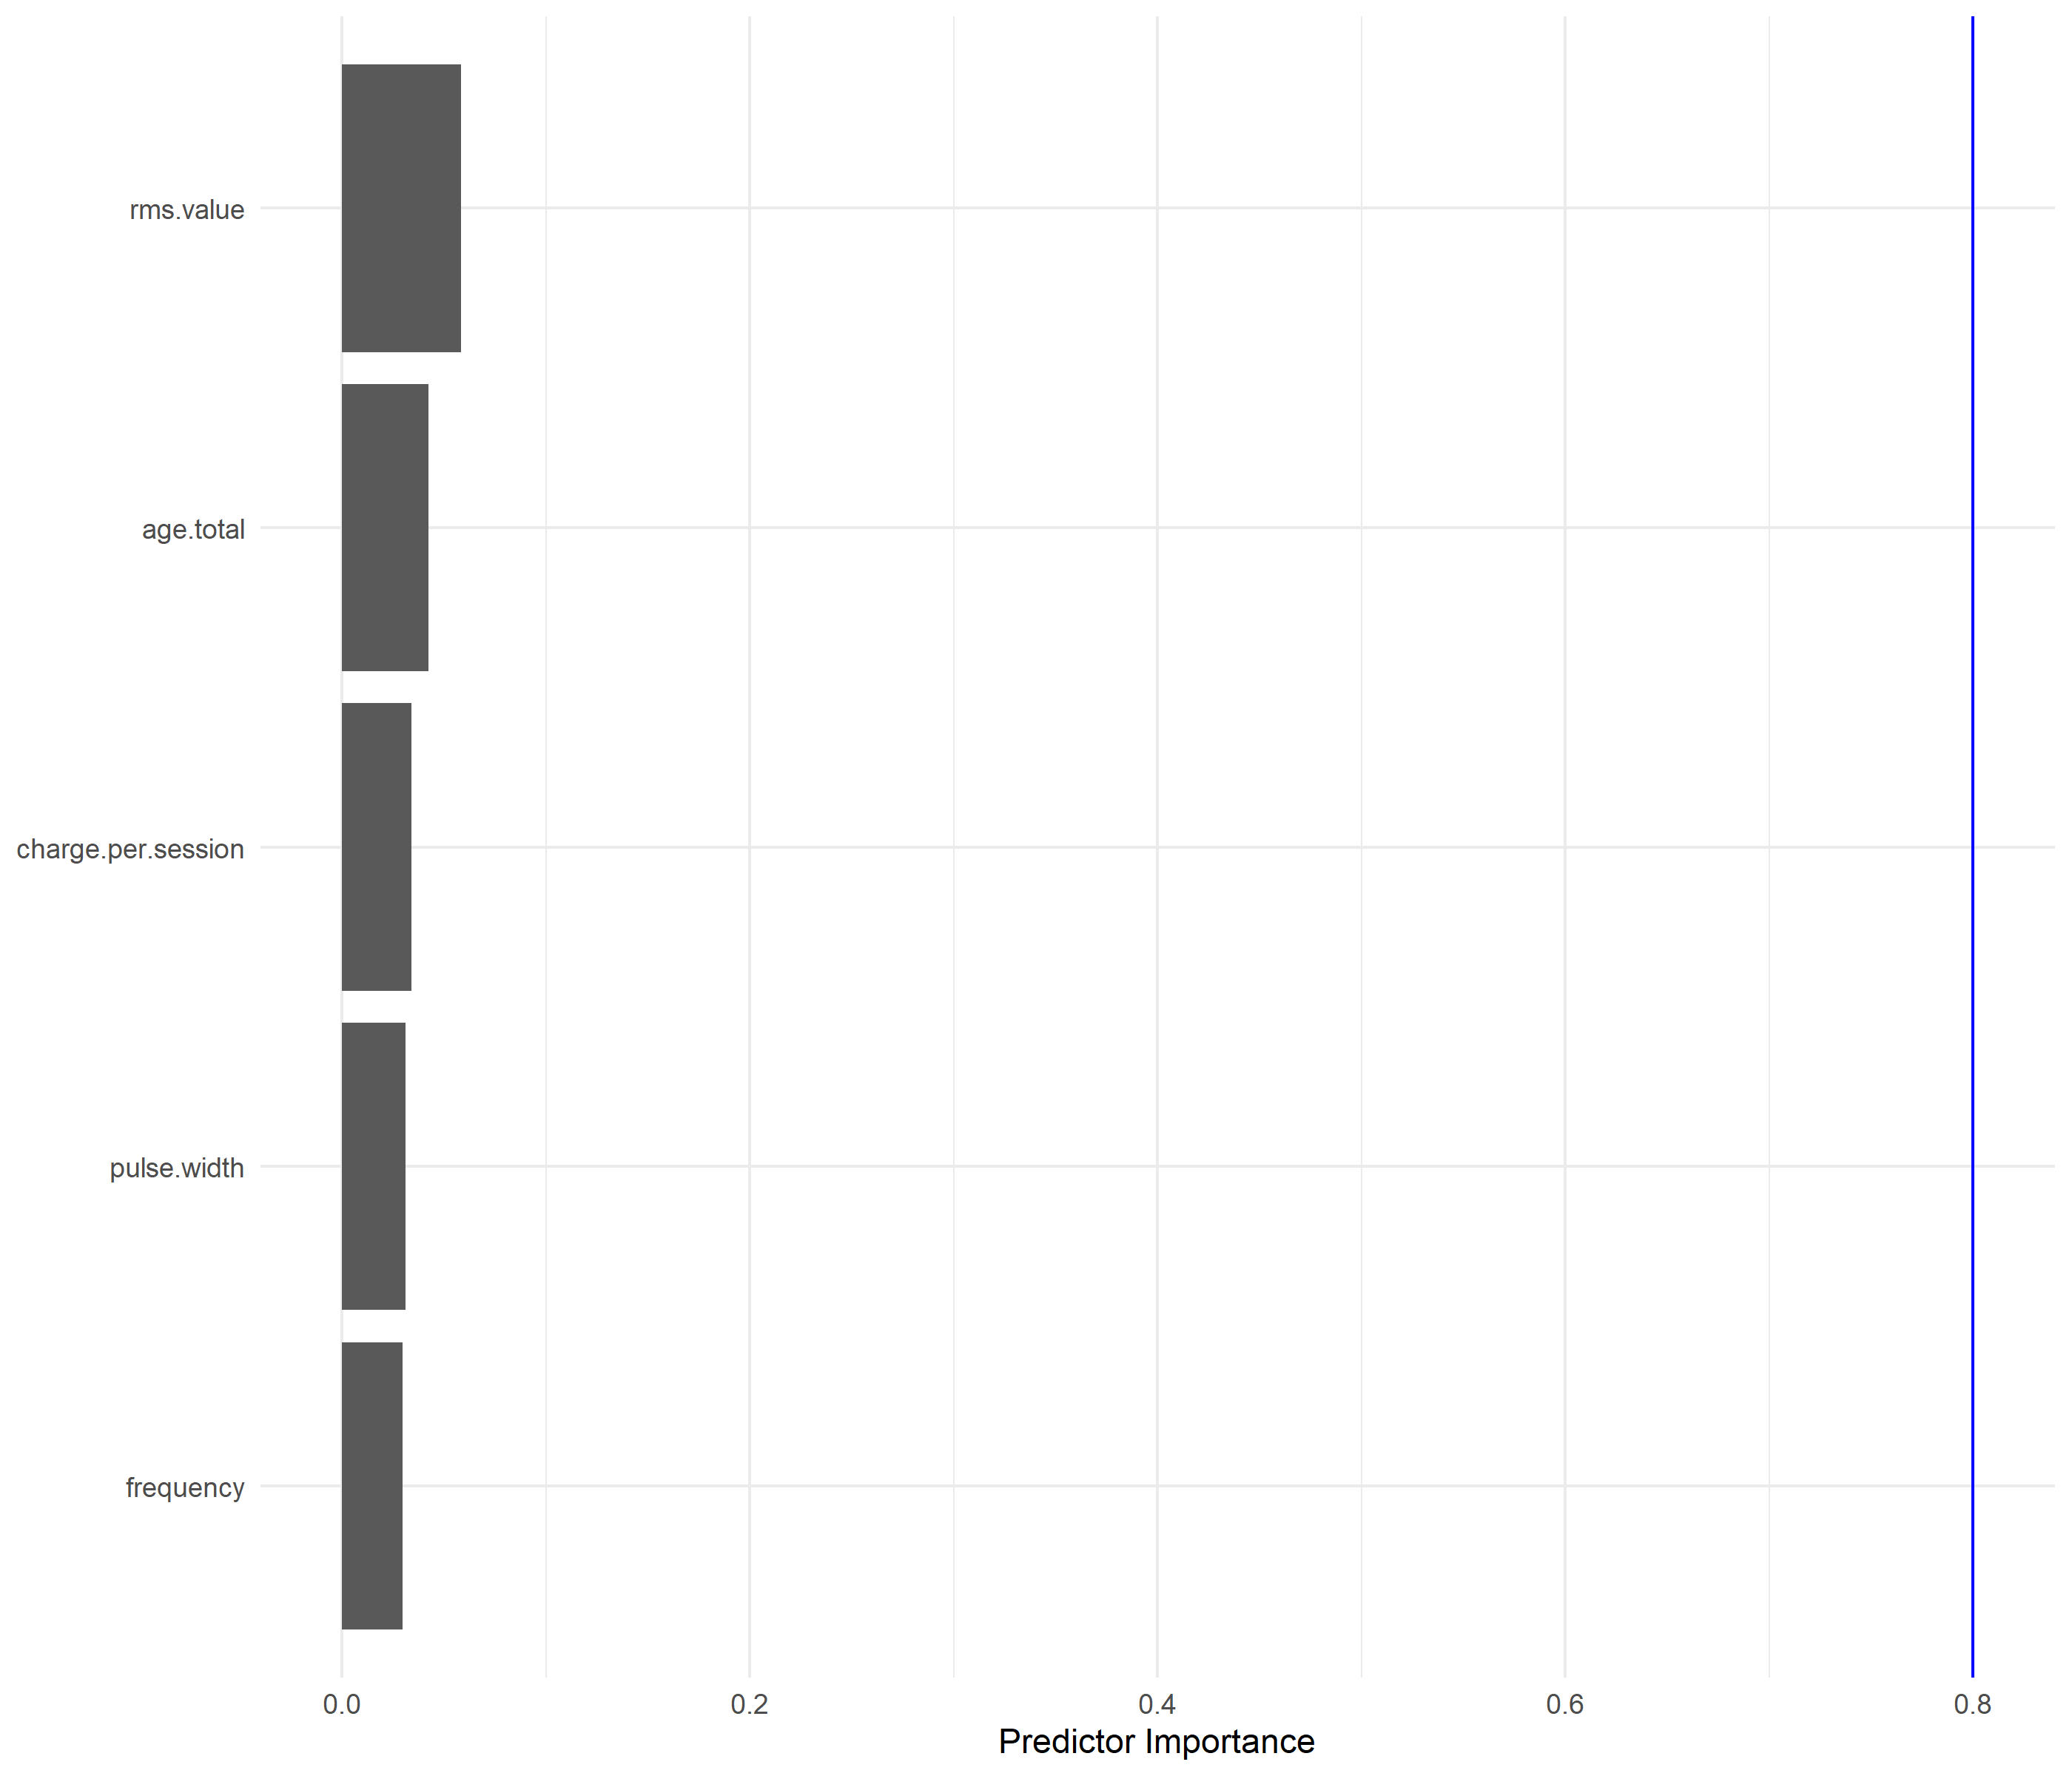 rms.value
age.total
charge.per.session
pulse.width
frequency
0.0 0.2 0.4 0.6 0.8
Predictor Importance